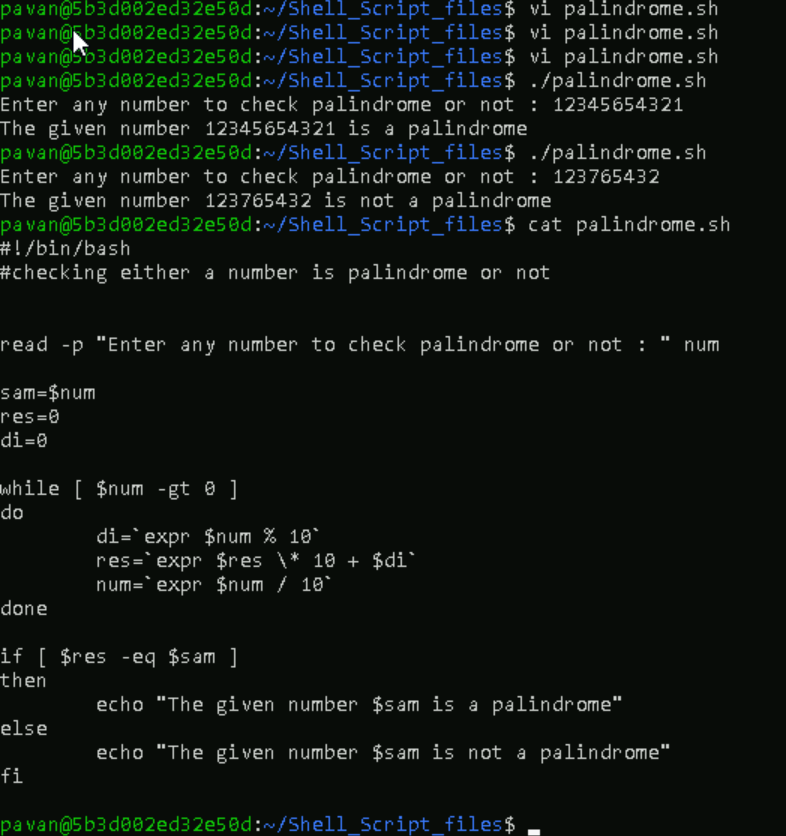 pavan@5b3d002ed32e50d:~/Shell_Script_files$ vi palindrome.sh
pavan@5b3d002ed32e50d:~/Shell_Script_files$ vi palindrome.sh
pavan@5b3d002ed32e50d:~/Shell_Script_files$ vi palindrome.sh
pavan@5b3d002ed32e50d:~/Shell_Script_files$ ./palindrome.sh
Enter any number to check palindrome or not : 12345654321
The given number 12345654321 is a palindrome
pavan@5b3d002ed32e50d:~/Shell_Script_files$ ./palindrome.sh
Enter any number to check palindrome or not : 123765432
The given number 123765432 is not a palindrome
pavan@5b3d002ed32e50d:~/Shell_Script_files$ cat palindrome.sh
#!/bin/bash
#checking either a number is palindrome or not
read -p "Enter any number to check palindrome or not : " num
sam=$num
res=0
di=0
while [ $num -gt 0 ]
do
        di=`expr $num % 10`
        res=`expr $res \* 10 + $di`
        num=`expr $num / 10`
done
if [ $res -eq $sam ]
then
        echo "The given number $sam is a palindrome"
else
        echo "The given number $sam is not a palindrome"
fi
pavan@5b3d002ed32e50d:~/Shell_Script_files$